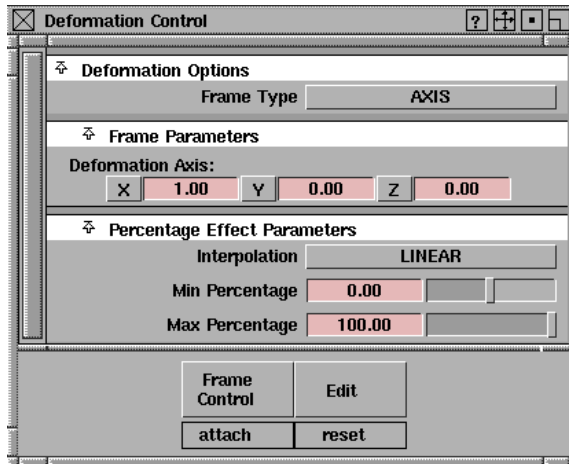 Deformation Control ?
Deformation Options
Frame Type AXIS
Frame Parameters
Deformation Axis:
X 1.00 Y 0.00 Z 0.00
Percentage Effect Parameters
Interpolation LINEAR
Min Percentage 0.00
Max Percentage 100.00
Frame Control Edit
attach reset